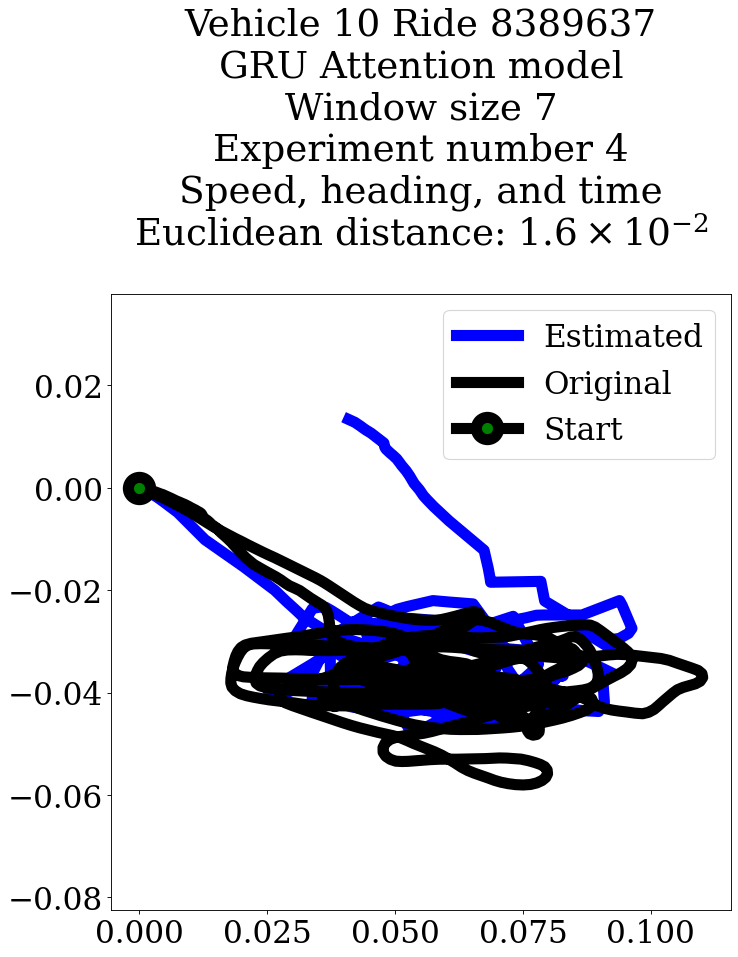 Vehicle 10 Ride 8389637
GRU Attention model
Window size 7
Experiment number 4
Speed, heading, and time
Euclidean distance: 1.6 × 10⁻²
Estimated
Original
Start
0.02
0.00
−0.02
−0.04
−0.06
−0.08
0.000 0.025 0.050 0.075 0.100